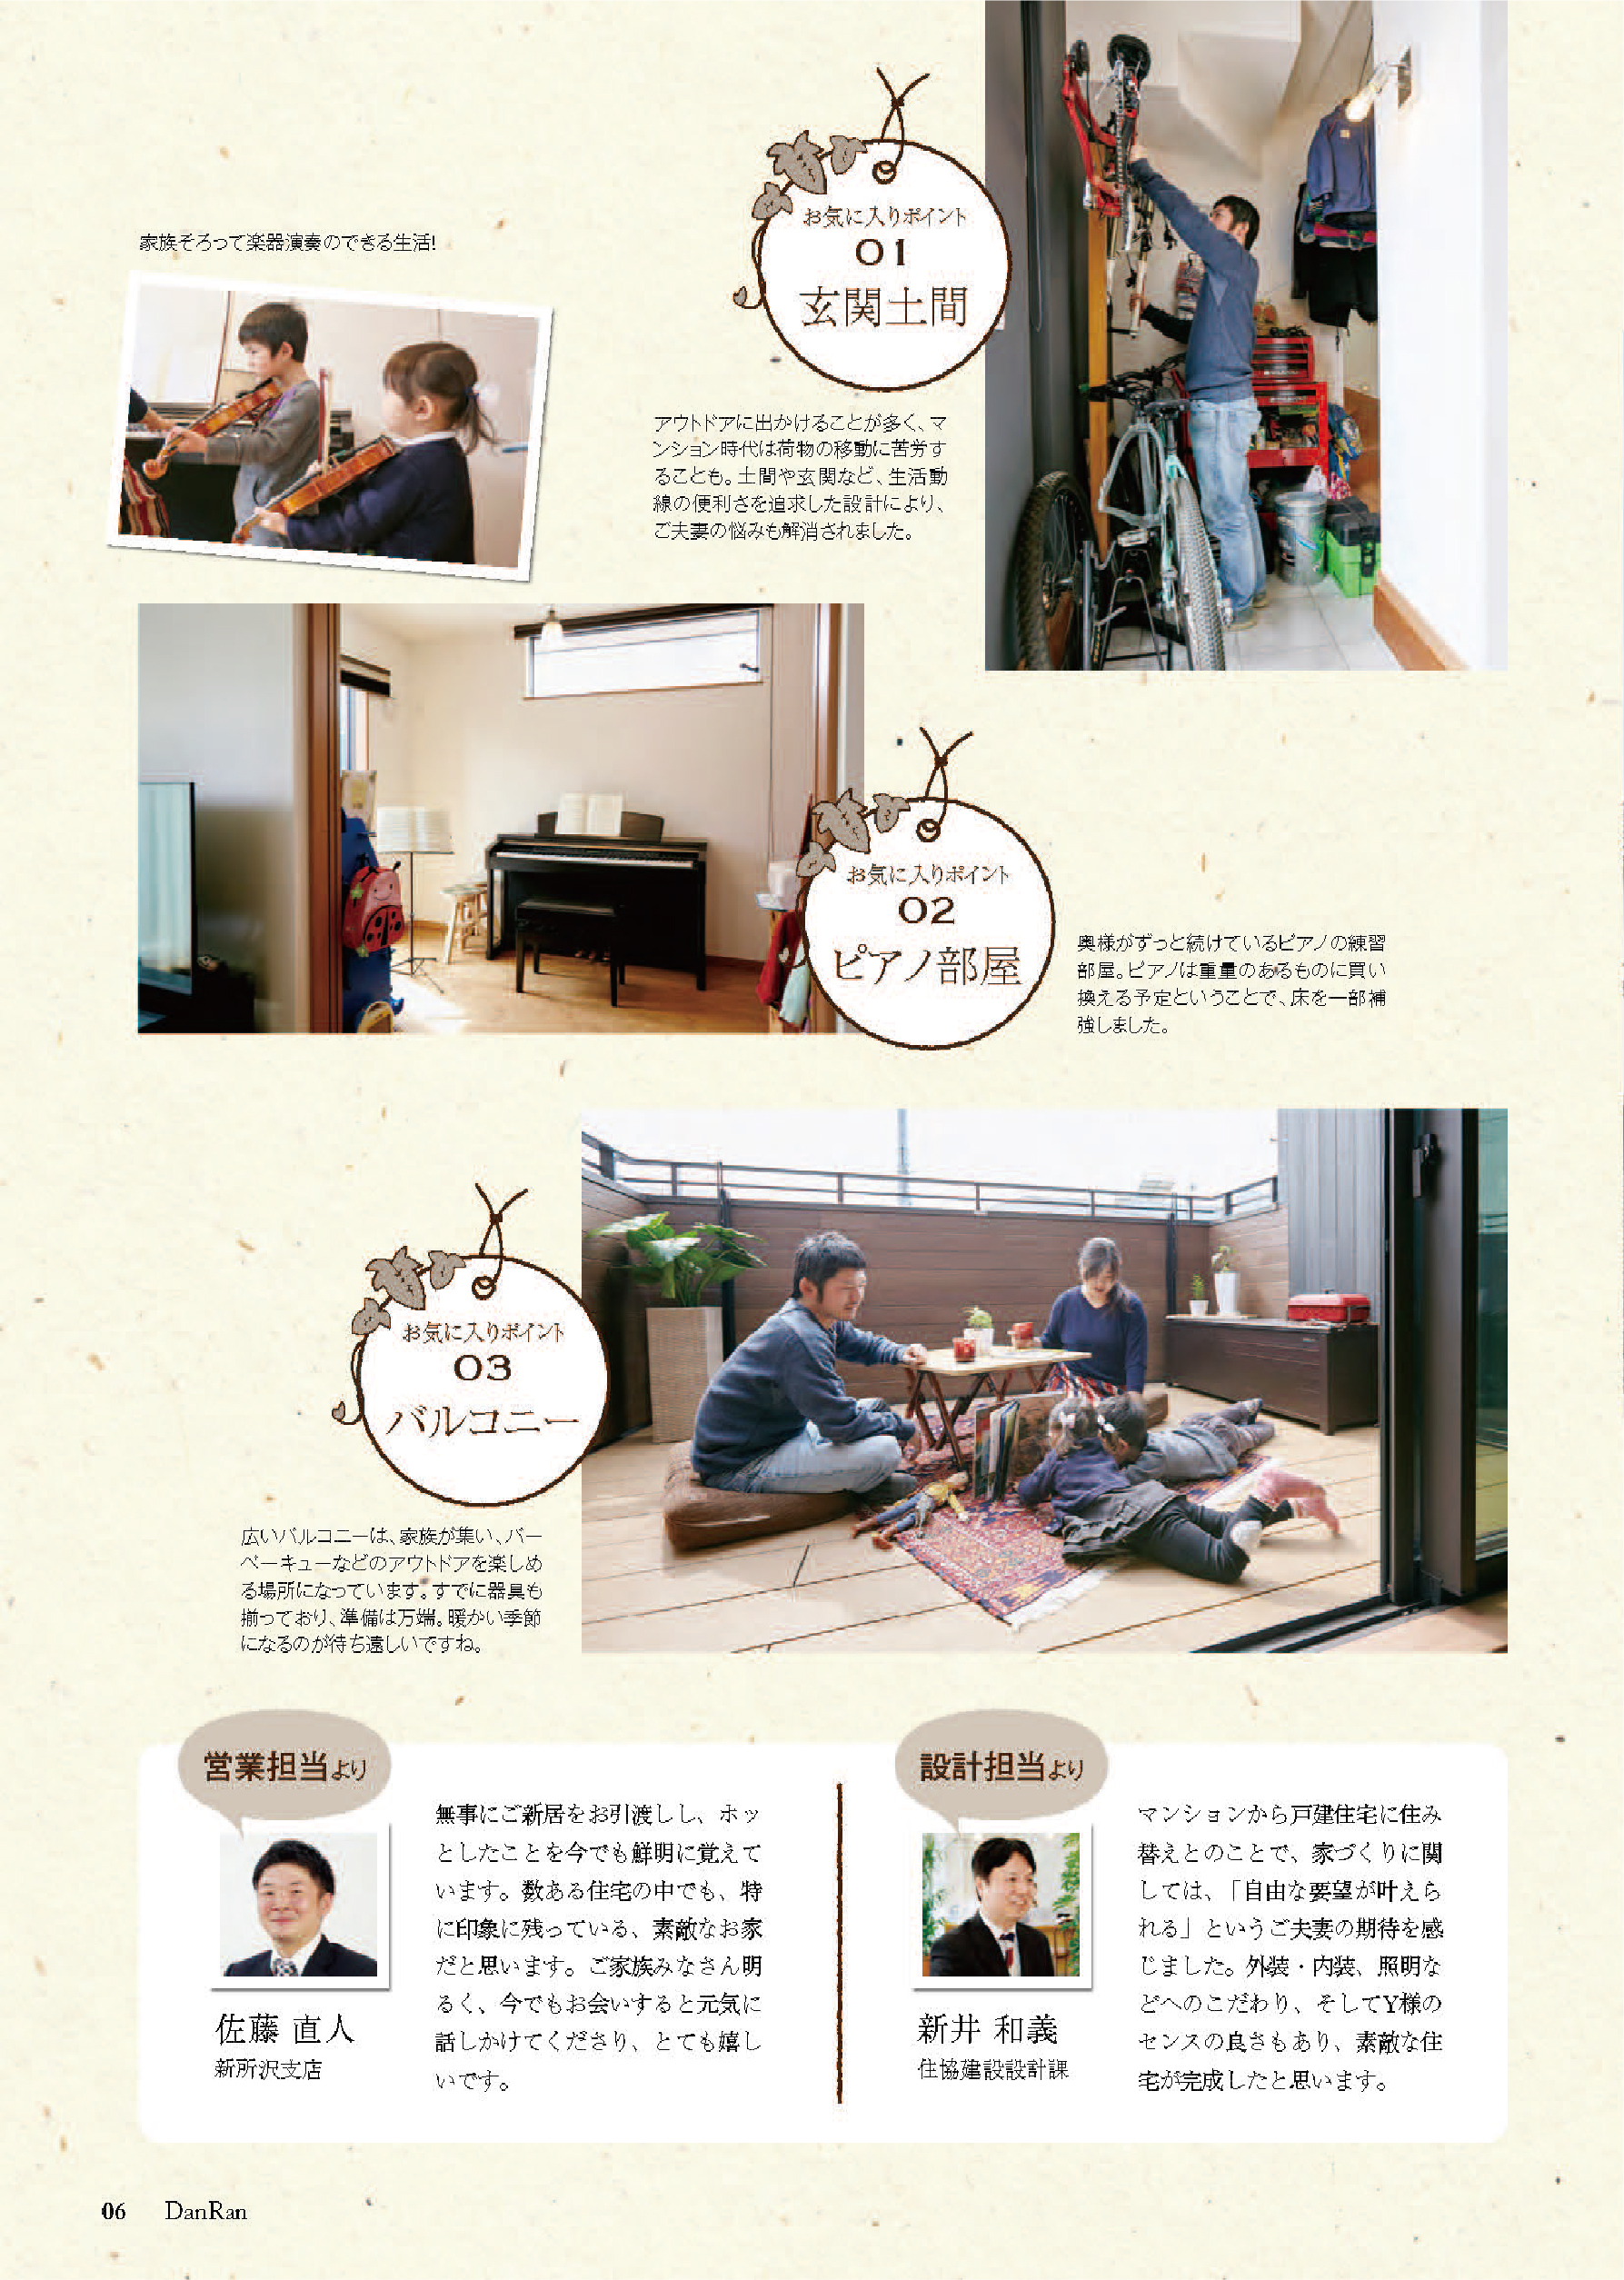 家族そろって楽器演奏のできる生活!
お気に入りポイント
01
玄関土間
アウトドアに出かけることが多く、マ
ンション時代は荷物の移動に苦労す
ることも。土間や玄関など、生活動
線の便利さを追求した設計により、
ご夫妻の悩みも解消されました。
お気に入りポイント
02
ピアノ部屋
奥様がずっと続けているピアノの練習
部屋。ピアノは重量のあるものに買い
換える予定ということで、床を一部補
強しました。
お気に入りポイント
03
バルコニー
広いバルコニーは、家族が集い、バー
ベーキューなどのアウトドアを楽しめ
る場所になっています。すでに器具も
揃っており、準備は万端。暖かい季節
になるのが待ち遠しいですね。
営業担当より
無事にご新居をお引渡しし、ホッ
としたことを今でも鮮明に覚えて
います。数ある住宅の中でも、特
に印象に残っている、素敵なお家
だと思います。ご家族みなさん明
るく、今でもお会いすると元気に
話しかけてくださり、とても嬉し
いです。
佐藤 直人
新所沢支店
設計担当より
マンションから戸建住宅に住み
替えとのことで、家づくりに関
しては、「自由な要望が叶えら
れる」というご夫妻の期待を感
じました。外装・内装、照明な
どへのこだわり、そしてY様の
センスの良さもあり、素敵な住
宅が完成したと思います。
新井 和義
住協建設設計課
06 DanRan